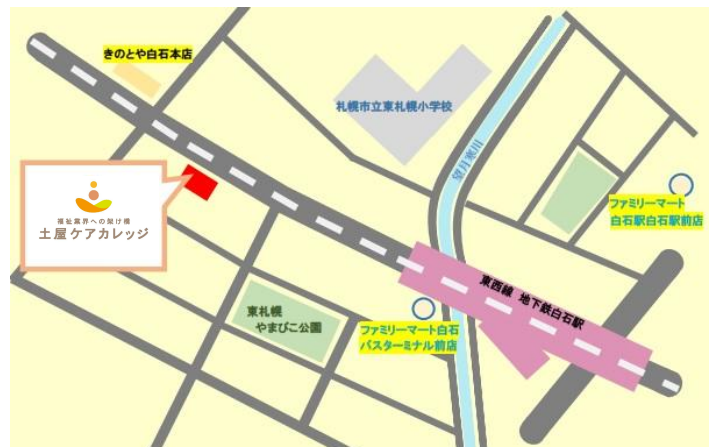 きのとや白石本店
札幌市立東札幌小学校
望月寒川
ファミリーマート
白石駅白石駅前店
福祉業界への架け橋
土屋ケアカレッジ
東西線 地下鉄白石駅
東札幌
やまびこ公園
ファミリーマート白石
バスターミナル前店